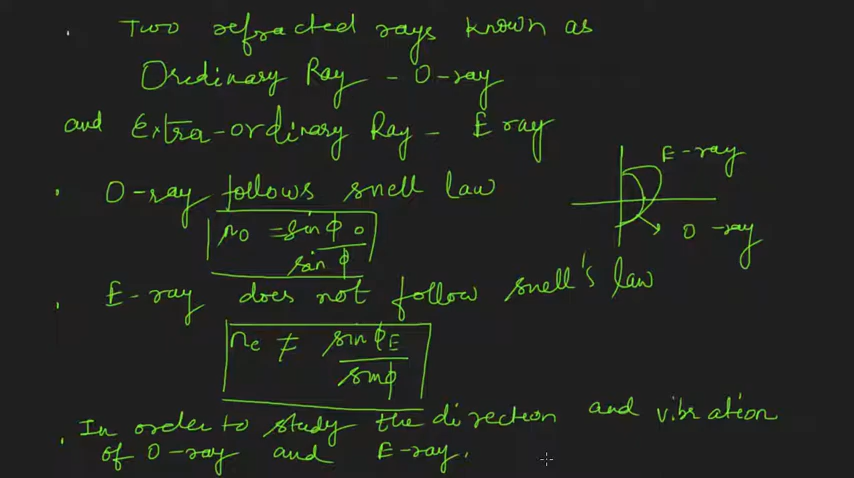 Two refracted rays known as
Oridinary Ray - O-ray
and Extra-ordinary Ray - E ray
E-ray
. O-ray follows snell law
O-ray
n0 = sin φ0 / sin φ
. E-ray does not follow snell's law
ne ≠ sin φE / sin φ
. In order to study the direction and vibration
of O-ray and E-ray.